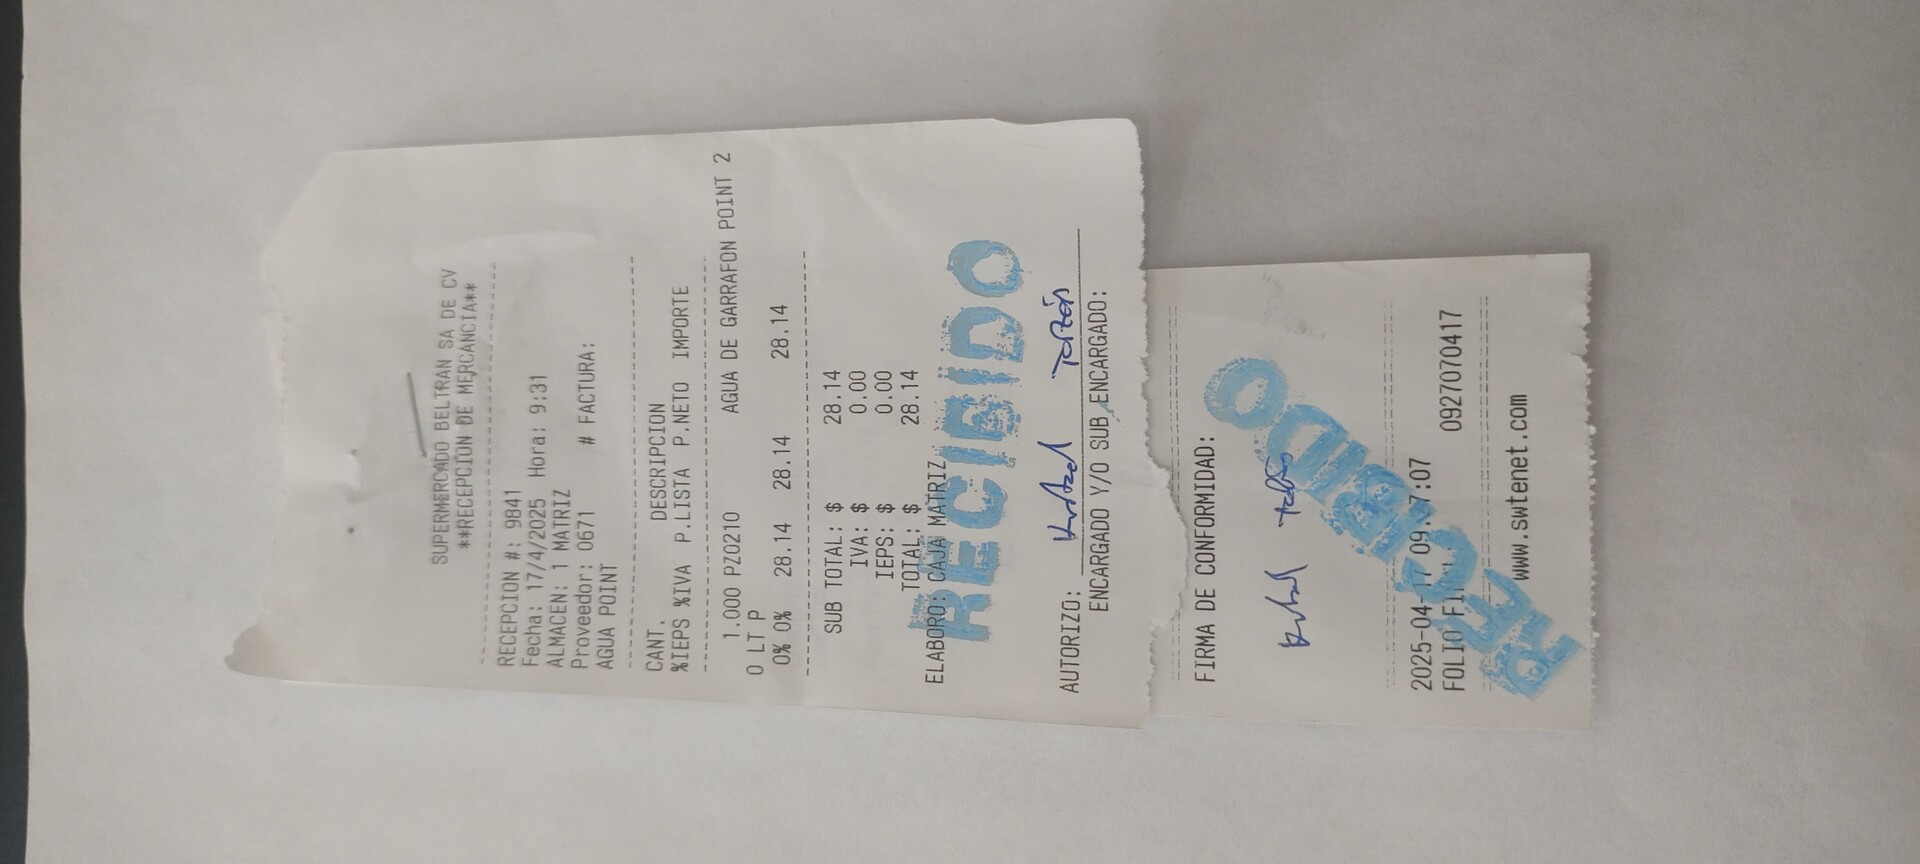 SUPERMERCADO BELTRAN SA DE CV
**RECEPCION DE MERCANCIA**
RECEPCION #: 9841
Fecha: 17/4/2025 Hora: 9:31
ALMACEN: 1 MATRIZ
Proveedor: 0671 # FACTURA:
AGUA POINT
CANT. DESCRIPCION
%IEPS %IVA P.LISTA P.NETO IMPORTE
1.000 PZ0210 AGUA DE GARRAFON POINT 2
0 LT P
0% 0% 28.14 28.14 28.14
SUB TOTAL: $ 28.14
IVA: $ 0.00
IEPS: $ 0.00
TOTAL: $ 28.14
ELABORO: CAJA MATRIZ
RECIBIDO
AUTORIZO:
ENCARGADO Y/O SUB ENCARGADO:
FIRMA DE CONFORMIDAD:
RECIBIDO
2025-04-17 09:07
FOLIO 0927070417
www.swtenet.com